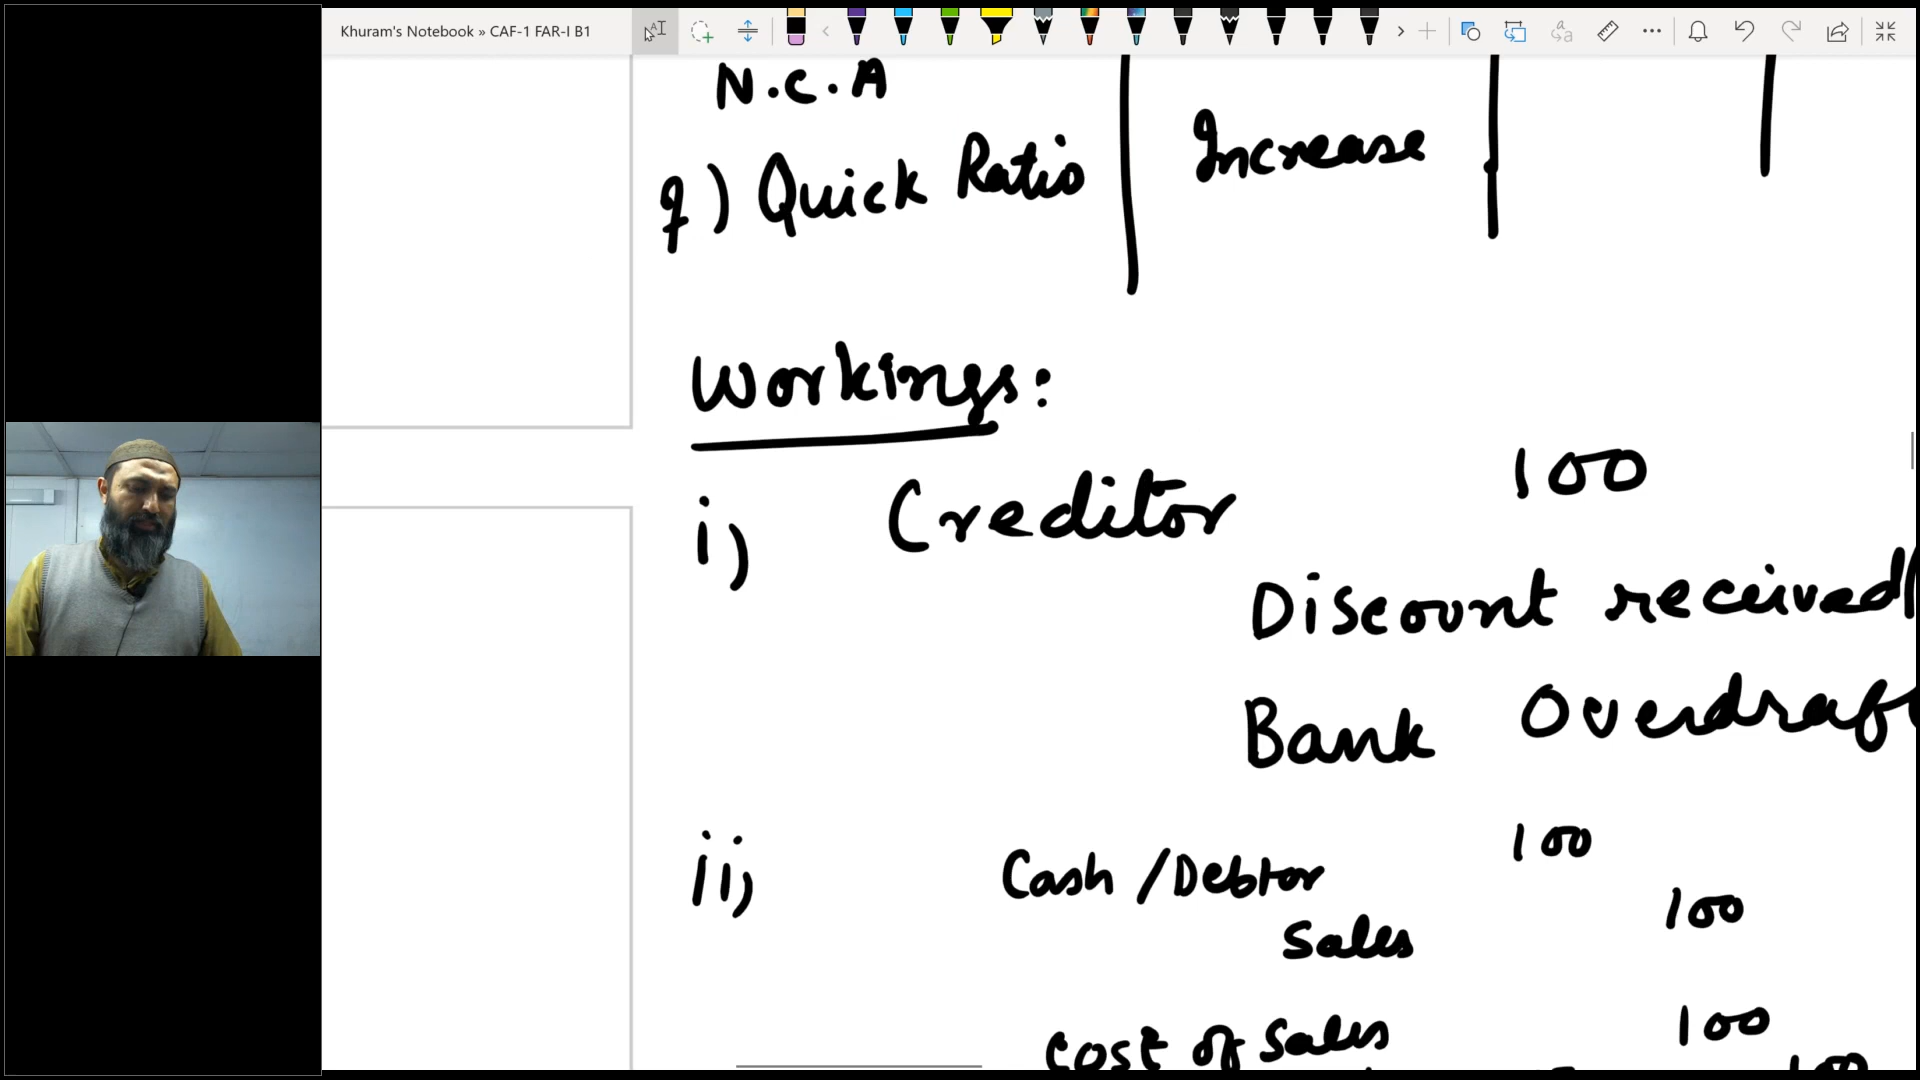 Khuram's Notebook » CAF-1 FAR-I B1
N.C.A
q) Quick Ratio Increase
Workings:
i) Creditor 100
Discount received
Bank Overdraft
ii) Cash/Debtor 100
Sales 100
Cost of Sales 100
100